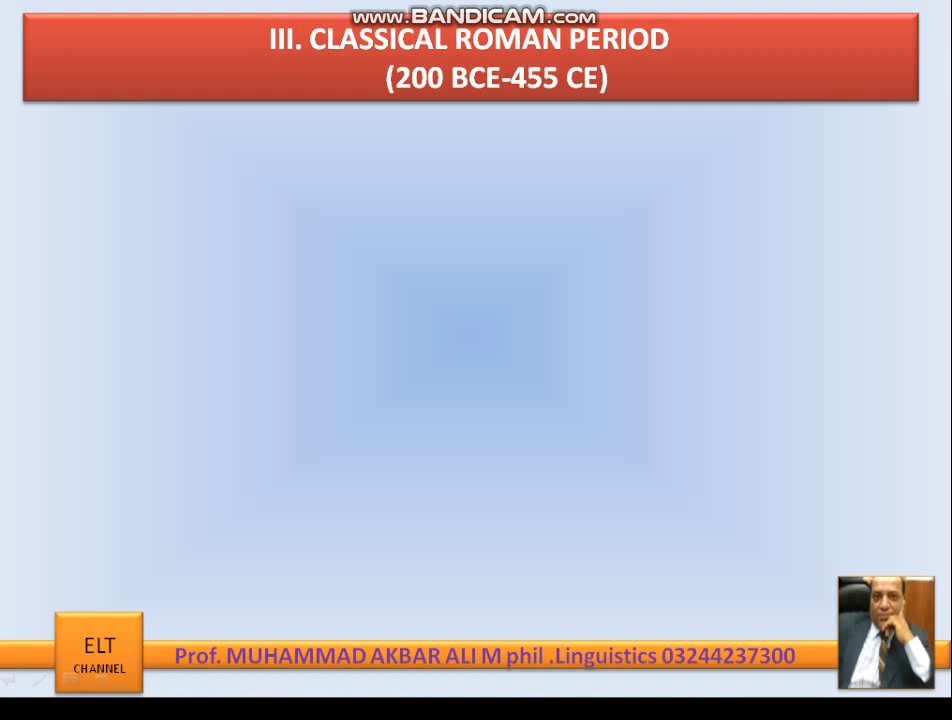 WWW.BANDICAM.COM
III. CLASSICAL ROMAN PERIOD
(200 BCE-455 CE)
ELT
CHANNEL
Prof. MUHAMMAD AKBAR ALI M phil .Linguistics 03244237300